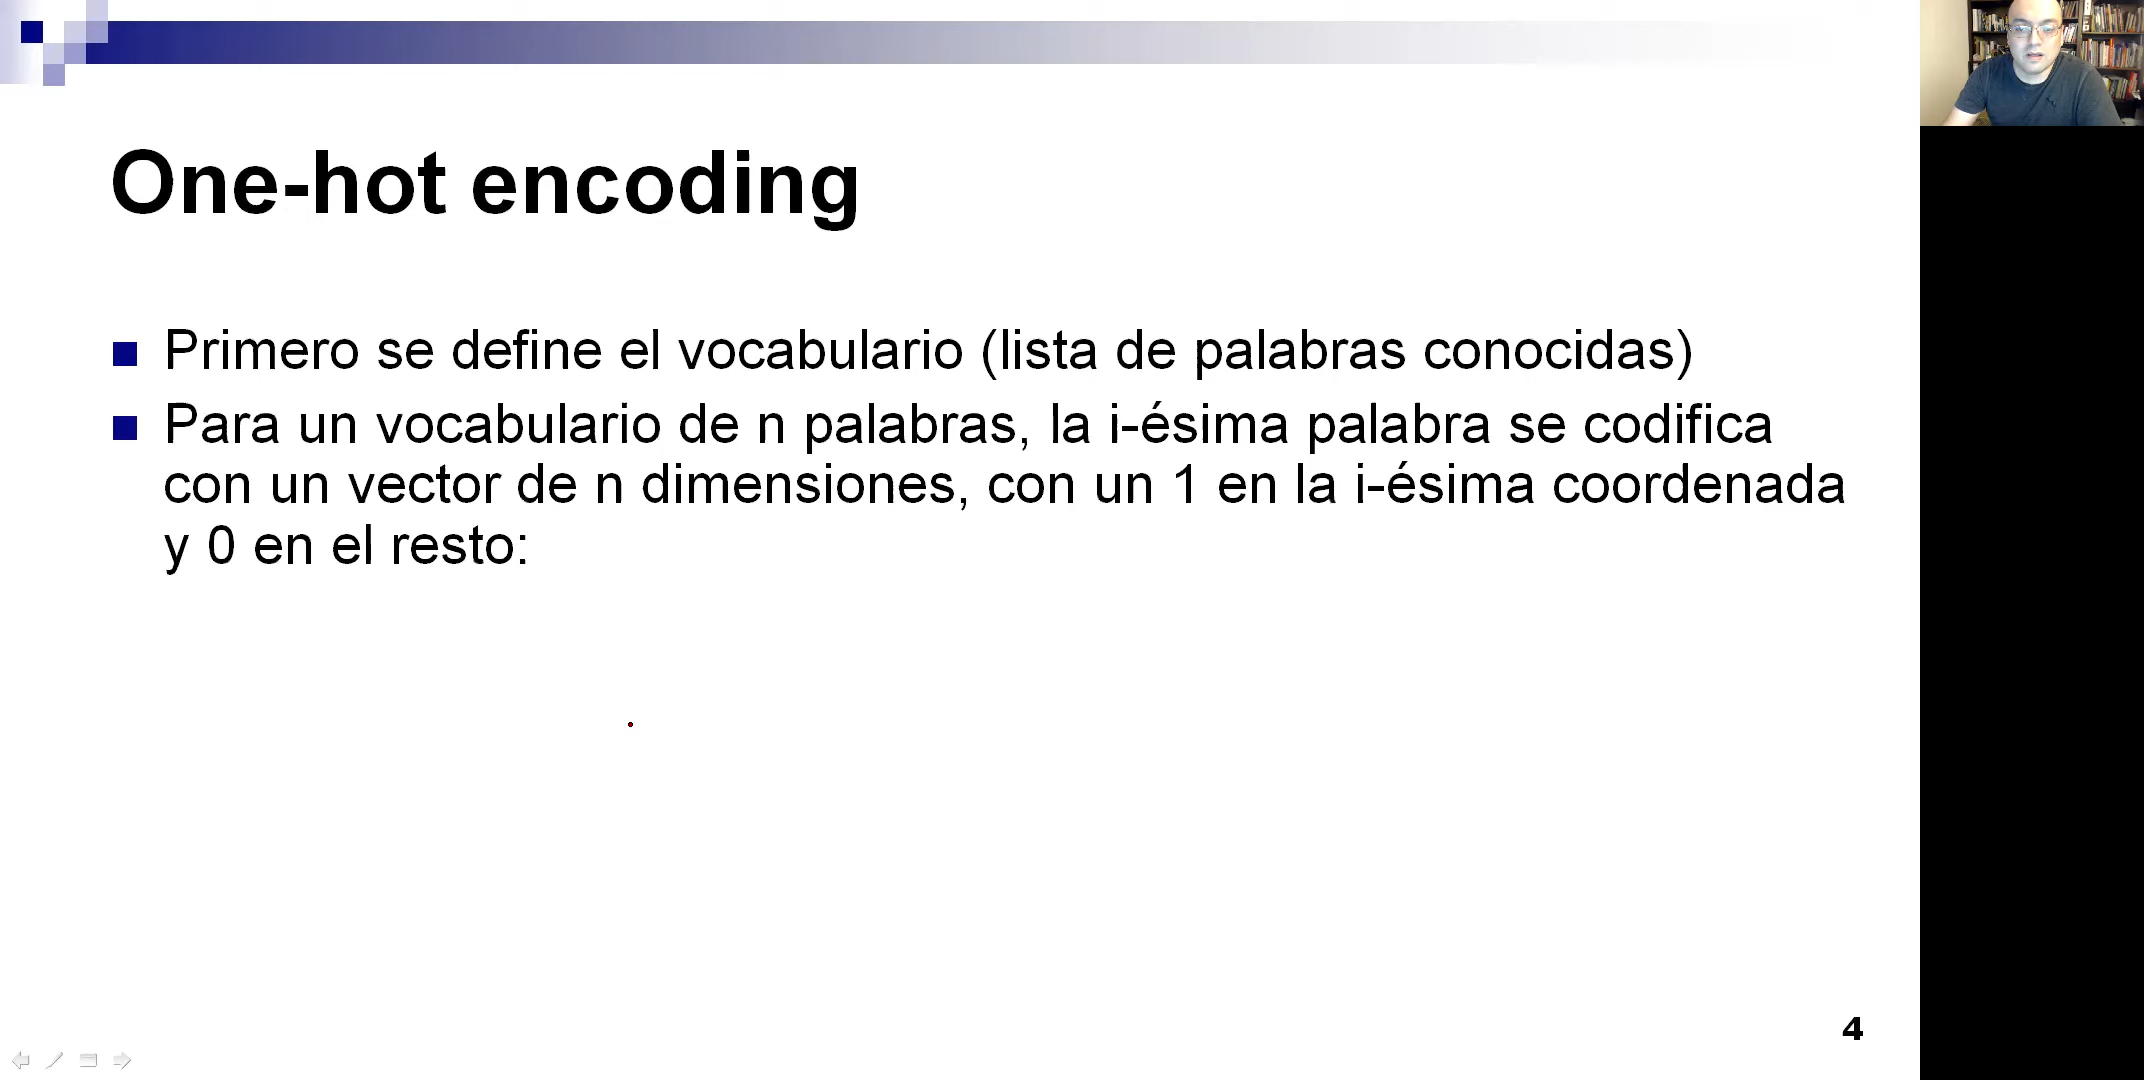 One-hot encoding
Primero se define el vocabulario (lista de palabras conocidas)
Para un vocabulario de n palabras, la i-ésima palabra se codifica
con un vector de n dimensiones, con un 1 en la i-ésima coordenada
y 0 en el resto:
4